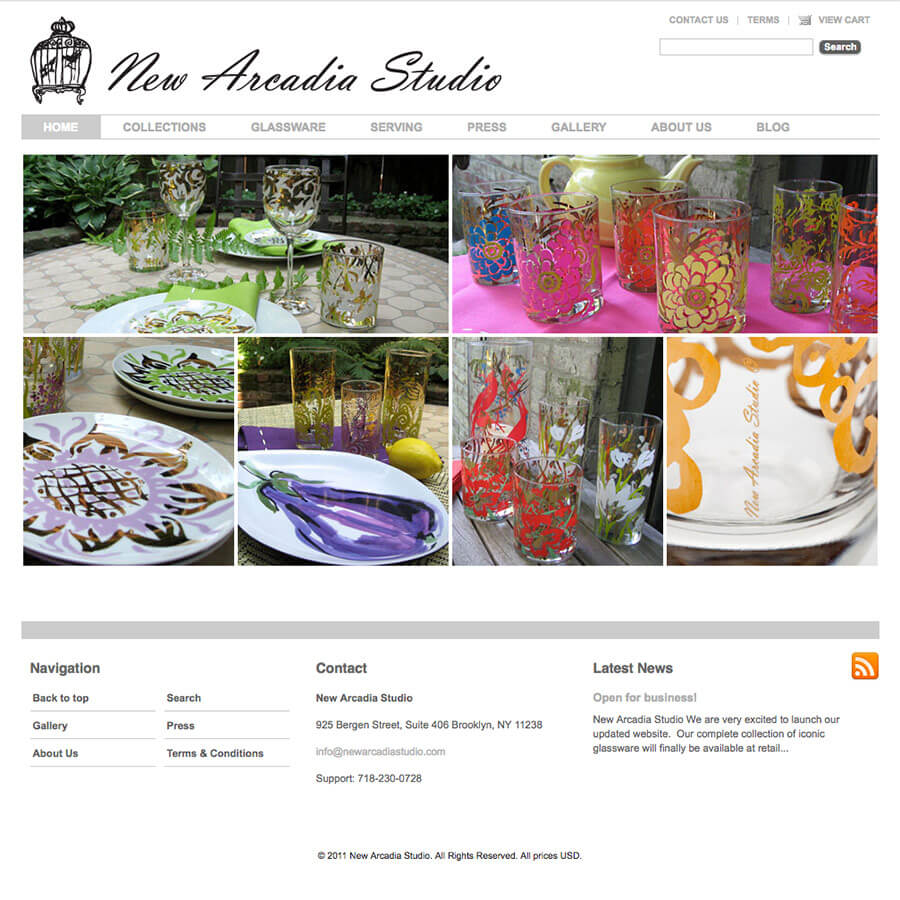 CONTACT US | TERMS | VIEW CART
Search
New Arcadia Studio
HOME COLLECTIONS GLASSWARE SERVING PRESS GALLERY ABOUT US BLOG
New Arcadia Studio ©
Navigation
Back to top Search
Gallery Press
About Us Terms & Conditions
Contact
New Arcadia Studio
925 Bergen Street, Suite 406 Brooklyn, NY 11238
info@newarcadiastudio.com
Support: 718-230-0728
Latest News
Open for business!
New Arcadia Studio We are very excited to launch our
updated website. Our complete collection of iconic
glassware will finally be available at retail...
© 2011 New Arcadia Studio. All Rights Reserved. All prices USD.